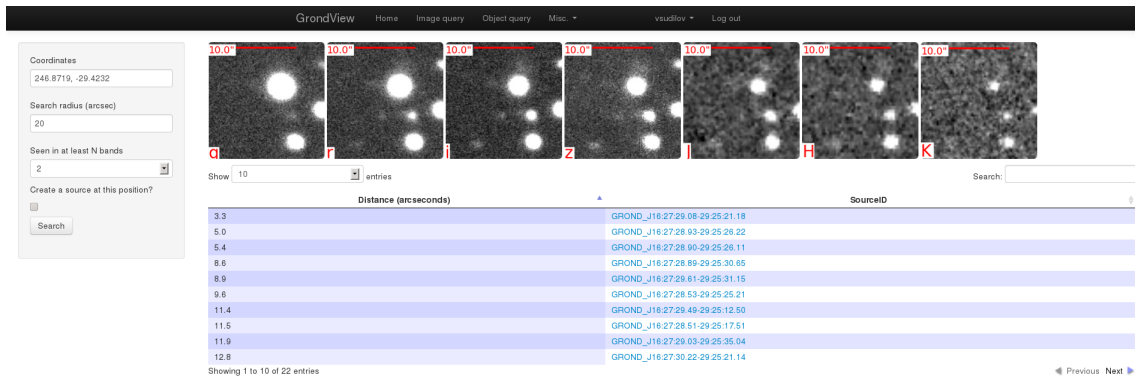 GrondView Home Image query Object query Misc. vsudilov Log out
Coordinates
246.8719, -29.4232
Search radius (arcsec)
20
Seen in at least N bands
2
Create a source at this position?
Search
10.0" 10.0" 10.0" 10.0" 10.0" 10.0" 10.0"
g r i z J H K
Show 10 entries Search:
Distance (arcseconds) SourceID
3.3 GROND_J16:27:29.08-29:25:21.18
5.0 GROND_J16:27:28.93-29:25:26.22
5.4 GROND_J16:27:28.90-29:25:26.11
8.6 GROND_J16:27:28.89-29:25:30.65
8.9 GROND_J16:27:29.61-29:25:31.15
9.6 GROND_J16:27:28.53-29:25:25.21
11.4 GROND_J16:27:29.49-29:25:12.50
11.5 GROND_J16:27:28.51-29:25:17.51
11.9 GROND_J16:27:29.03-29:25:35.04
12.8 GROND_J16:27:30.22-29:25:21.14
Showing 1 to 10 of 22 entries Previous Next